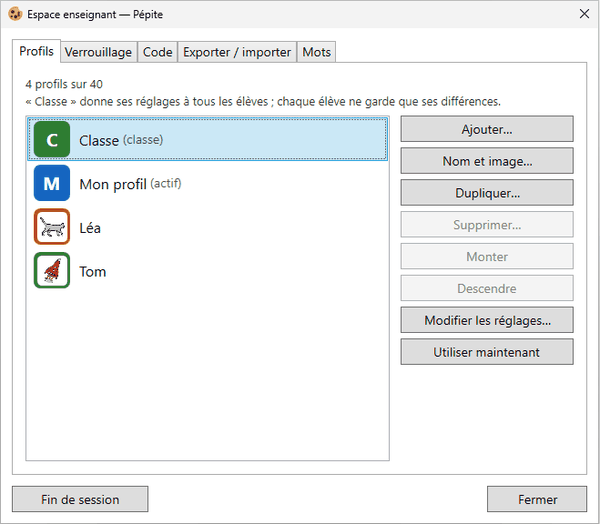 Espace enseignant — Pépite
Profils Verrouillage Code Exporter / importer Mots
4 profils sur 40
« Classe » donne ses réglages à tous les élèves ; chaque élève ne garde que ses différences.
C Classe (classe)
M Mon profil (actif)
Léa
Tom
Ajouter...
Nom et image...
Dupliquer...
Supprimer...
Monter
Descendre
Modifier les réglages...
Utiliser maintenant
Fin de session
Fermer